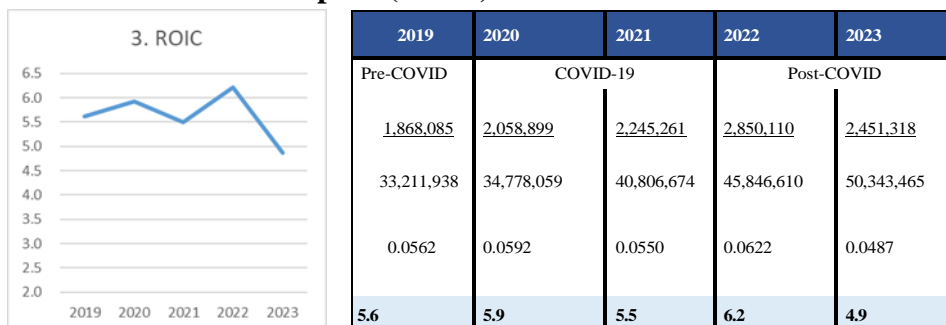 3. ROIC
6.5
6.0
5.5
5.0
4.5
4.0
3.5
3.0
2.5
2.0
2019 2020 2021 2022 2023
2019 2020 2021 2022 2023
Pre-COVID COVID-19 Post-COVID
1,868,085 2,058,899 2,245,261 2,850,110 2,451,318
33,211,938 34,778,059 40,806,674 45,846,610 50,343,465
0.0562 0.0592 0.0550 0.0622 0.0487
5.6 5.9 5.5 6.2 4.9